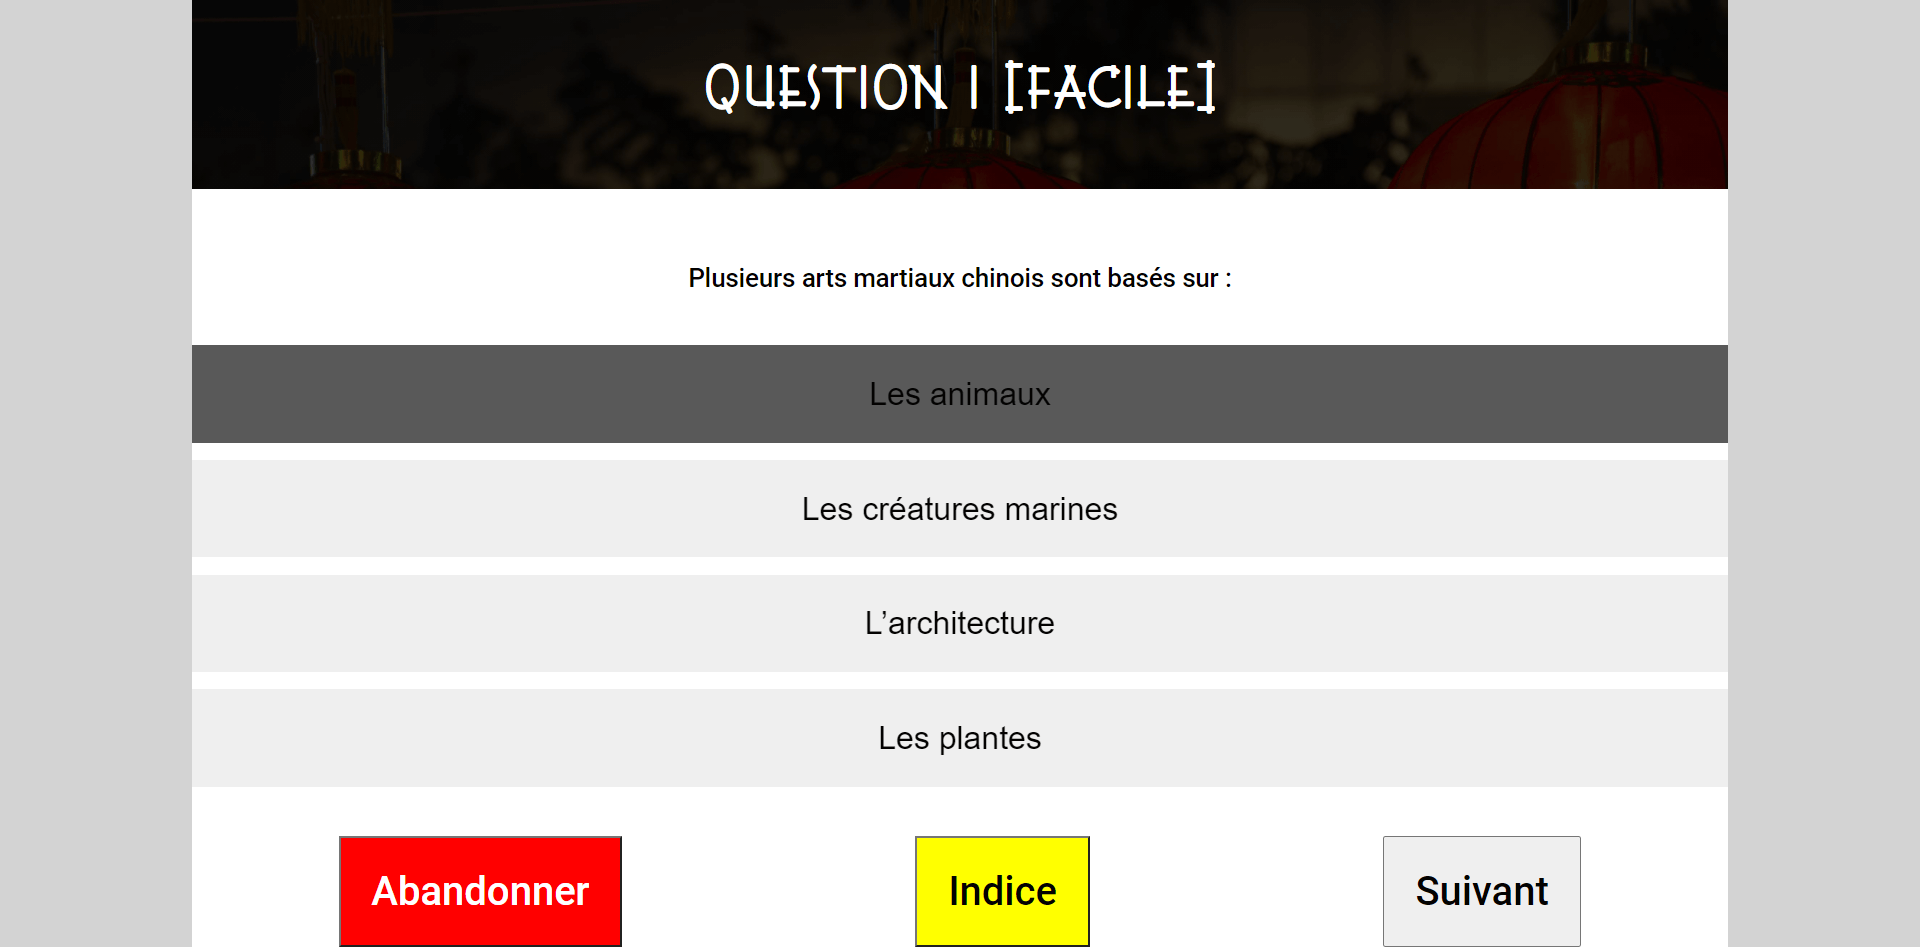 QUESTION 1 [FACILE]
Plusieurs arts martiaux chinois sont basés sur :
Les animaux
Les créatures marines
L’architecture
Les plantes
Abandonner
Indice
Suivant